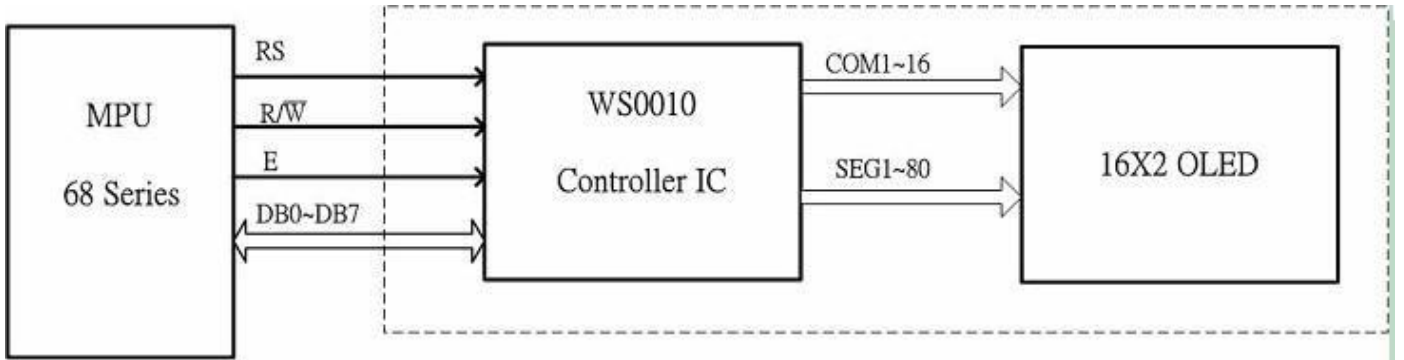 MPU
68 Series
RS
R/W̅
E
DB0~DB7
WS0010
Controller IC
COM1~16
SEG1~80
16X2 OLED